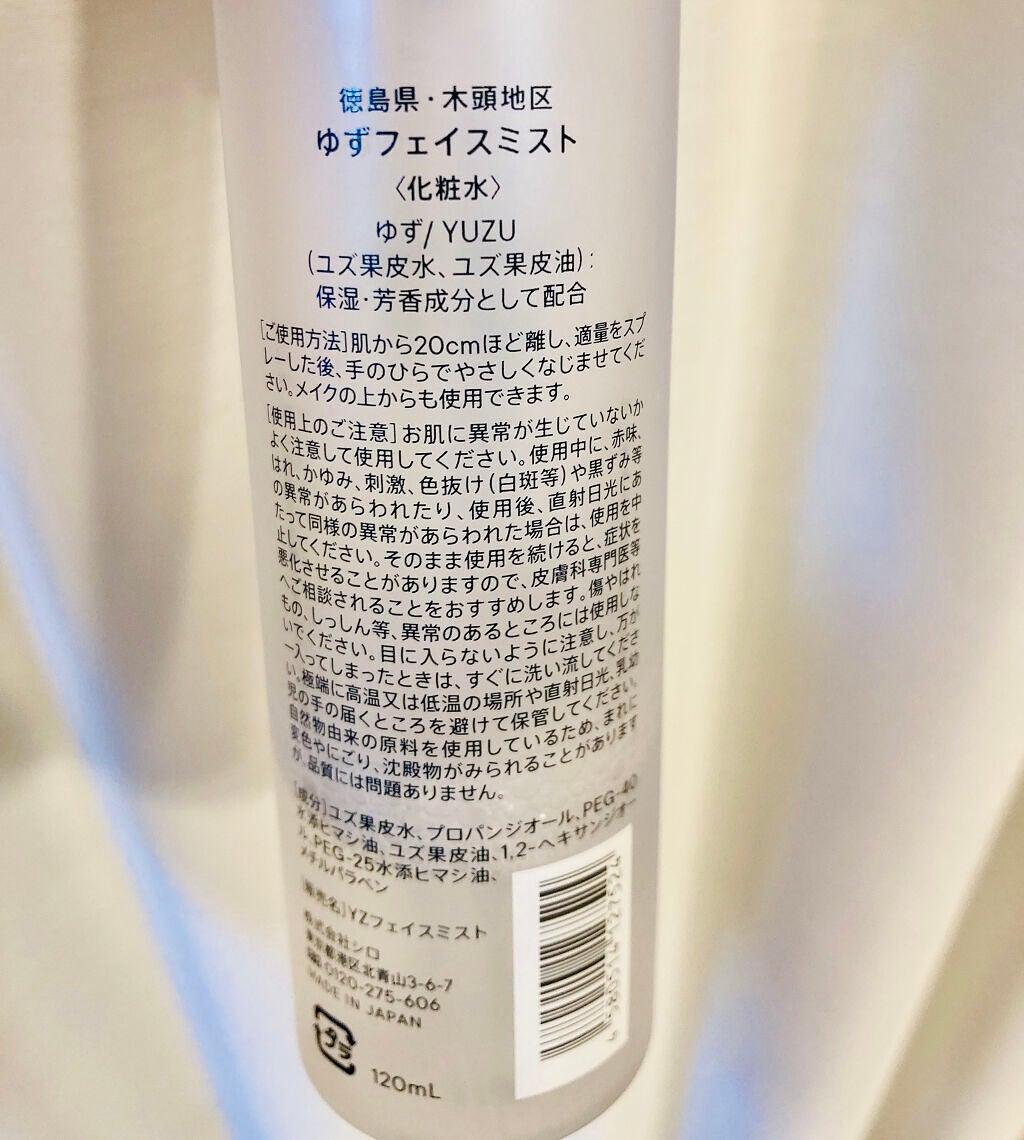 徳島県・木頭地区
ゆずフェイスミスト
〈化粧水〉
ゆず/ YUZU
(ユズ果皮水、ユズ果皮油):
保湿・芳香成分として配合
[ご使用方法]肌から20cmほど離し、適量をスプ
レーした後、手のひらでやさしくなじませてくだ
さい。メイクの上からも使用できます。
[使用上のご注意]お肌に異常が生じていないか
よく注意して使用してください。使用中に、赤味、
はれ、かゆみ、刺激、色抜け(白斑等)や黒ずみ等
の異常があらわれたり、使用後、直射日光にあ
たって同様の異常があらわれた場合は、使用を中
止してください。そのまま使用を続けると、症状を
悪化させることがありますので、皮膚科専門医等
へご相談されることをおすすめします。傷やはれ
もの、しっしん等、異常のあるところには使用しな
いでください。目に入らないように注意し、万が
一入ってしまったときは、すぐに洗い流してくださ
い。極端に高温又は低温の場所や直射日光、乳幼
児の手の届くところを避けて保管してください。
自然物由来の原料を使用しているため、まれに
変色やにごり、沈殿物がみられることがあります
が、品質には問題ありません。
[成分]ユズ果皮水、プロパンジオール、PEG-40
水添ヒマシ油、ユズ果皮油、1,2-ヘキサンジオー
ル、PEG-25水添ヒマシ油、
メチルパラベン
[販売名]YZフェイスミスト
株式会社シロ
東京都港区北青山3-6-7
0120-275-606
MADE IN JAPAN
120mL